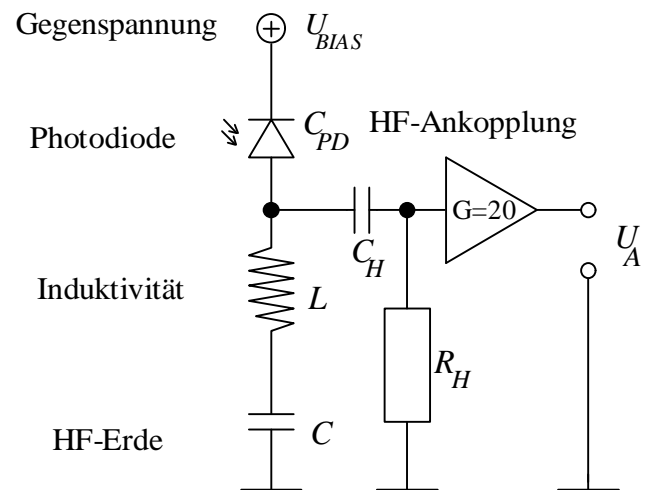 Gegenspannung
+
U_BIAS
Photodiode
C_PD
HF-Ankopplung
G=20
C_H
U_A
Induktivität
L
R_H
HF-Erde
C